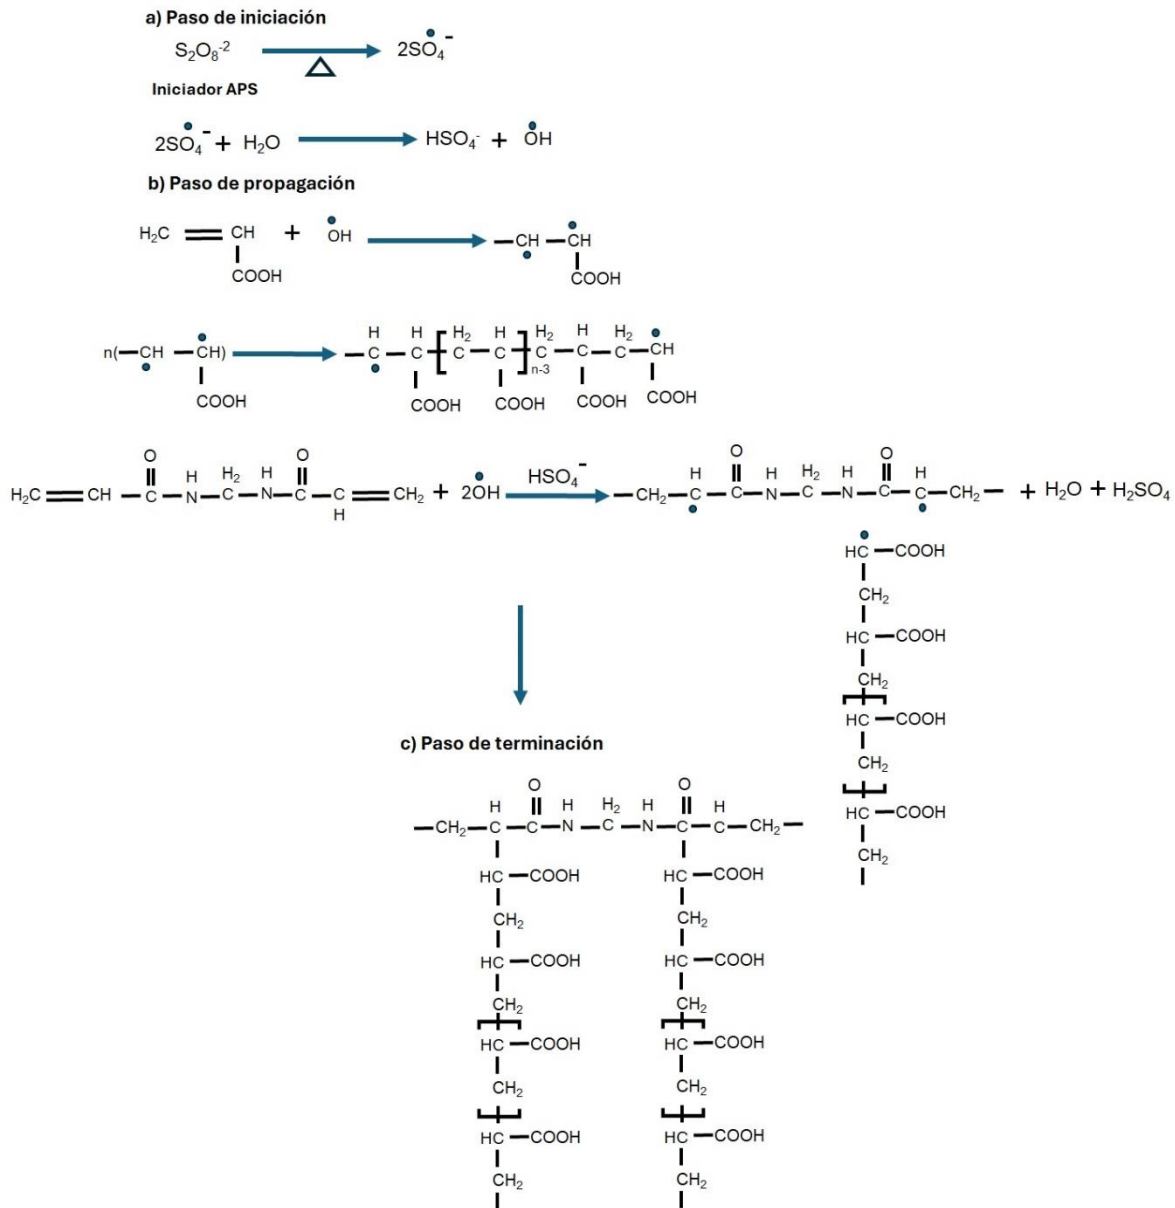 a) Paso de iniciación
S₂O₈⁻² 2SO₄⁻
Iniciador APS
2SO₄⁻ + H₂O HSO₄⁻ + OH
b) Paso de propagación
H₂C CH + OH CH CH
COOH COOH
H H H₂ H H₂ H H₂
n( CH CH) C C C C C C C CH
n-3
COOH COOH COOH COOH COOH
O O O O
H H₂ H HSO₄⁻ H H₂ H H
H₂C CH C N C N C C CH₂ + 2OH CH₂ C C N C N C C CH₂ + H₂O + H₂SO₄
H
HC COOH
CH₂
HC COOH
CH₂
HC COOH
CH₂
HC COOH
CH₂
c) Paso de terminación
O O
H H H₂ H H
CH₂ C C N C N C C CH₂
HC COOH HC COOH
CH₂ CH₂
HC COOH HC COOH
CH₂ CH₂
HC COOH HC COOH
CH₂ CH₂
HC COOH HC COOH
CH₂ CH₂